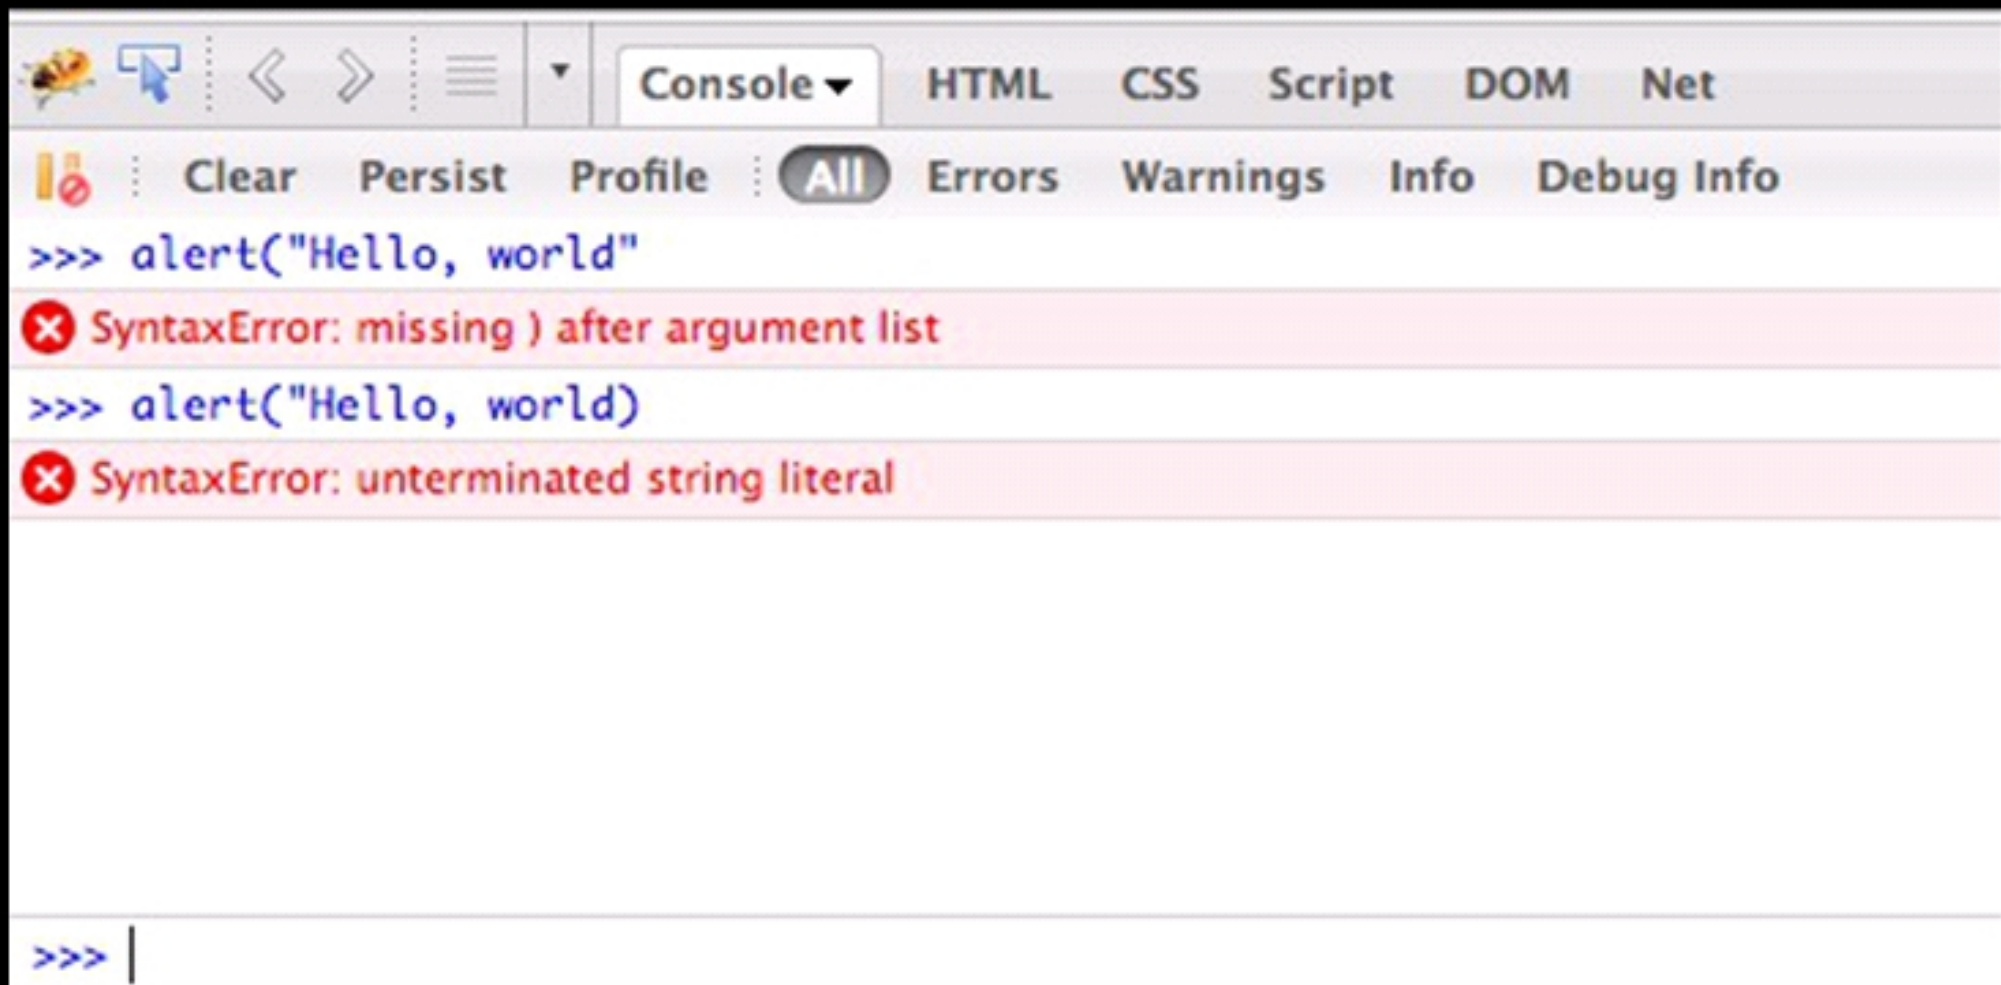 Console HTML CSS Script DOM Net
Clear Persist Profile All Errors Warnings Info Debug Info
>>> alert("Hello, world"
SyntaxError: missing ) after argument list
>>> alert("Hello, world)
SyntaxError: unterminated string literal
>>>